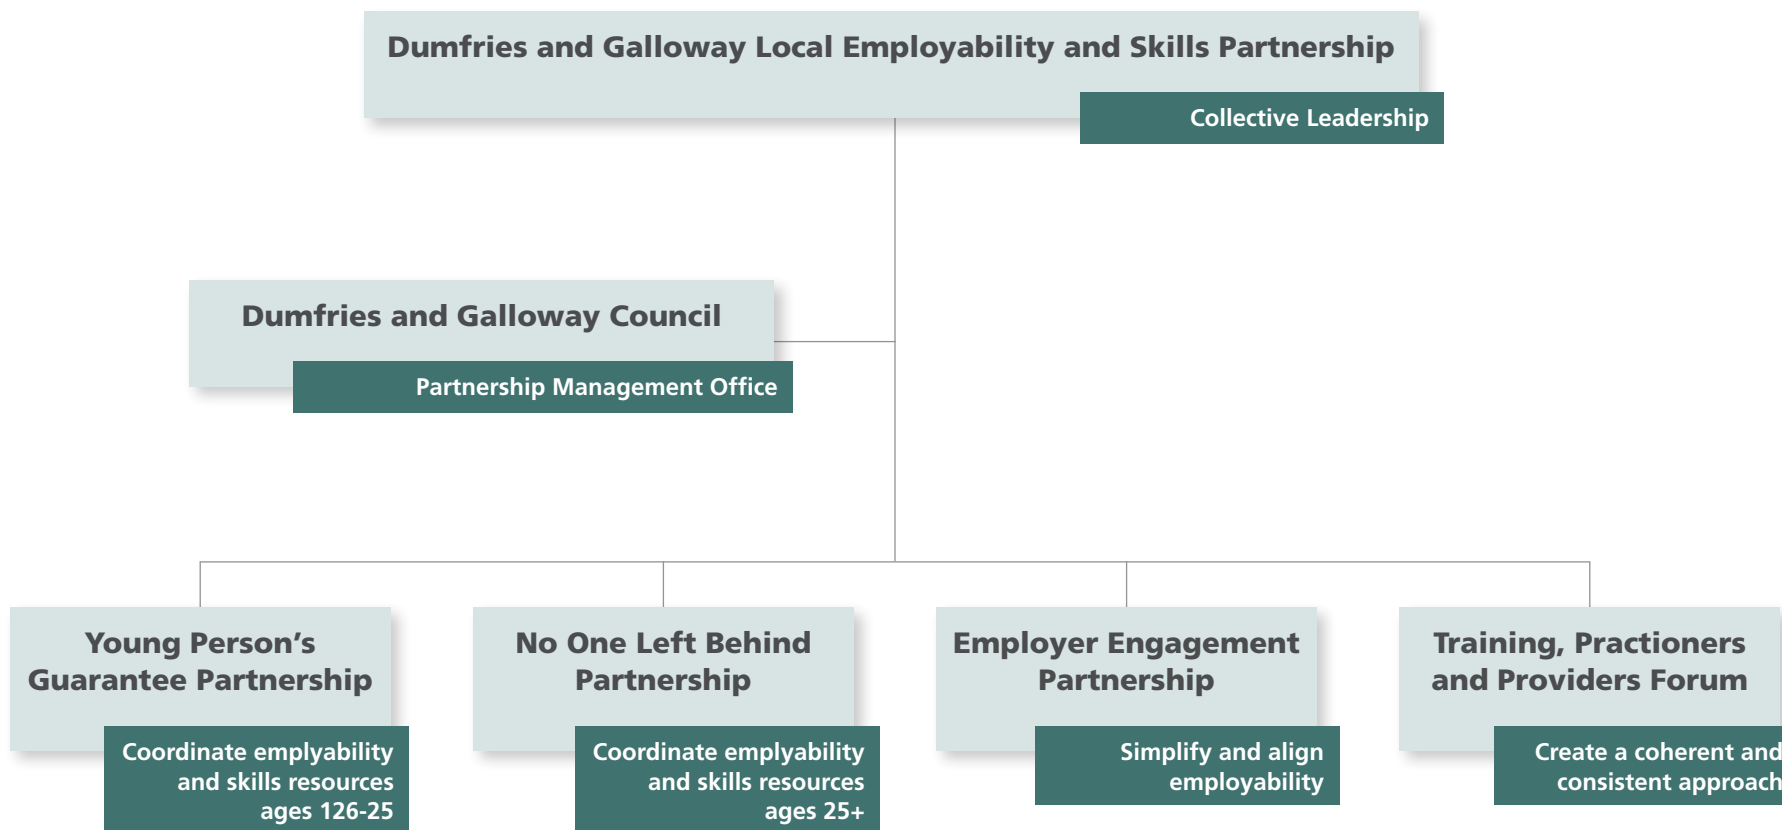 Dumfries and Galloway Local Employability and Skills Partnership
Collective Leadership
Dumfries and Galloway Council
Partnership Management Office
Young Person’s
Guarantee Partnership
Coordinate emplyability
and skills resources
ages 126-25
No One Left Behind
Partnership
Coordinate emplyability
and skills resources
ages 25+
Employer Engagement
Partnership
Simplify and align
employability
Training, Practioners
and Providers Forum
Create a coherent and
consistent approach